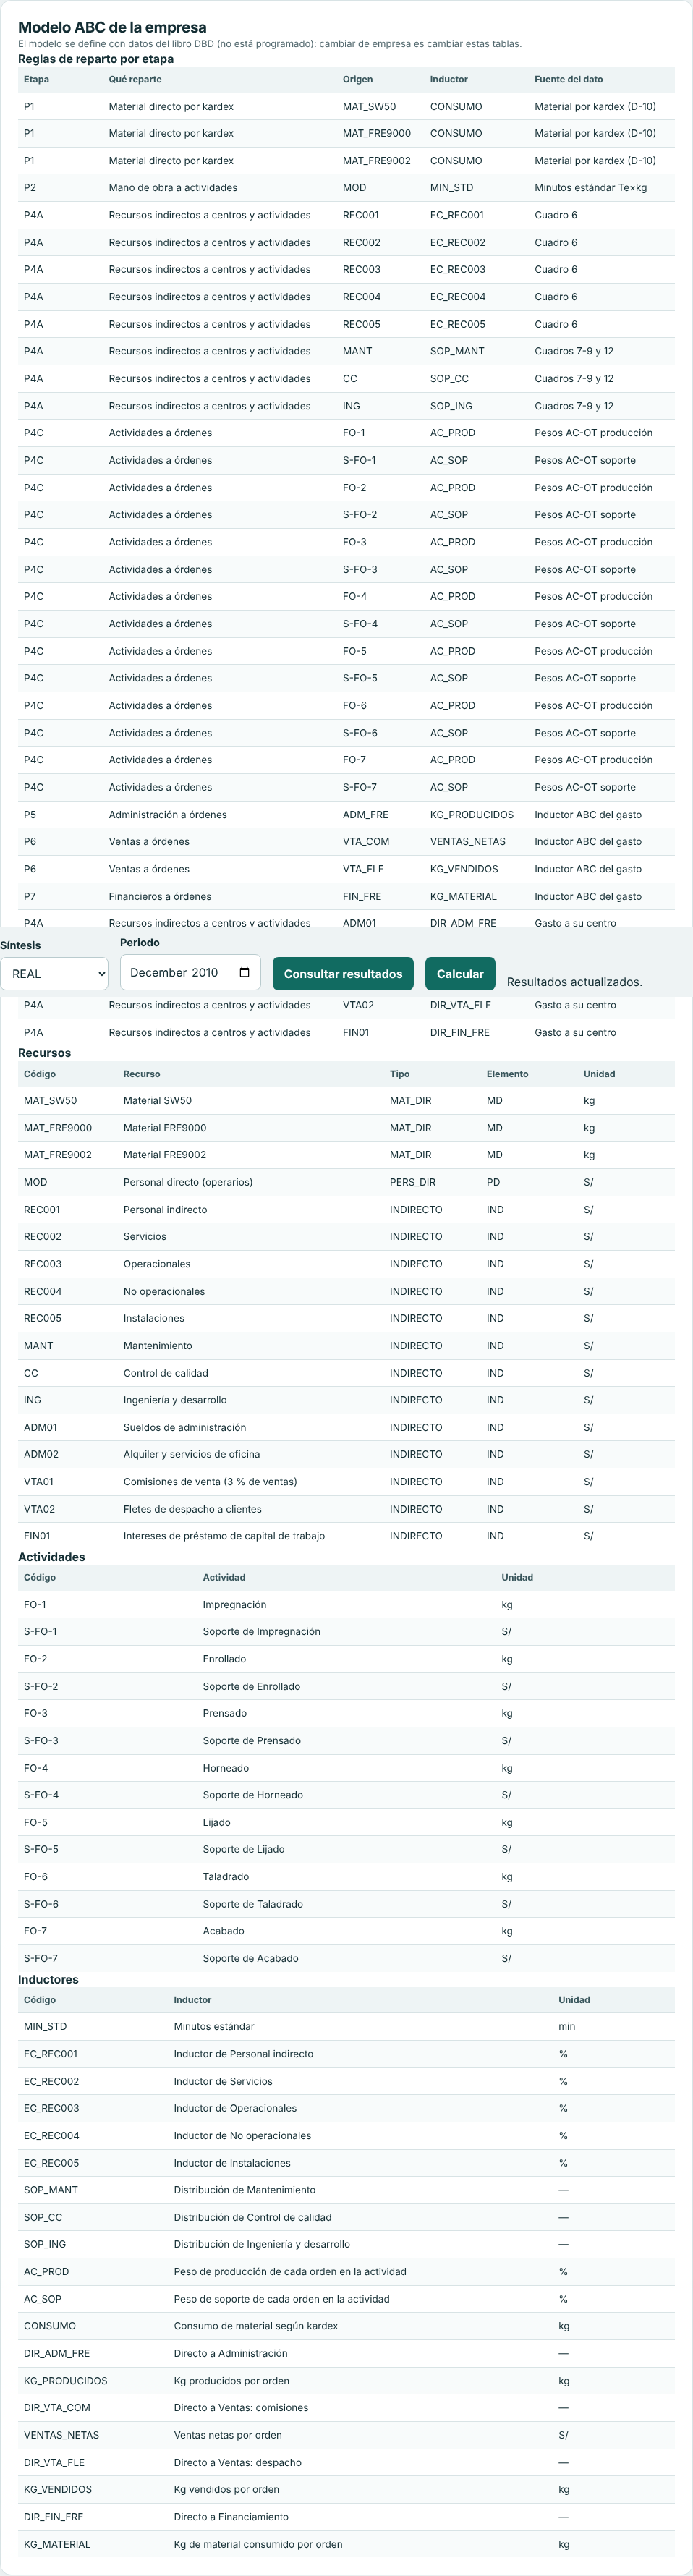 Modelo ABC de la empresa
El modelo se define con datos del libro DBD (no está programado): cambiar de empresa es cambiar estas tablas.
Reglas de reparto por etapa
Etapa Qué reparte Origen Inductor Fuente del dato
P1 Material directo por kardex MAT_SW50 CONSUMO Material por kardex (D-10)
P1 Material directo por kardex MAT_FRE9000 CONSUMO Material por kardex (D-10)
P1 Material directo por kardex MAT_FRE9002 CONSUMO Material por kardex (D-10)
P2 Mano de obra a actividades MOD MIN_STD Minutos estándar Te×kg
P4A Recursos indirectos a centros y actividades REC001 EC_REC001 Cuadro 6
P4A Recursos indirectos a centros y actividades REC002 EC_REC002 Cuadro 6
P4A Recursos indirectos a centros y actividades REC003 EC_REC003 Cuadro 6
P4A Recursos indirectos a centros y actividades REC004 EC_REC004 Cuadro 6
P4A Recursos indirectos a centros y actividades REC005 EC_REC005 Cuadro 6
P4A Recursos indirectos a centros y actividades MANT SOP_MANT Cuadros 7-9 y 12
P4A Recursos indirectos a centros y actividades CC SOP_CC Cuadros 7-9 y 12
P4A Recursos indirectos a centros y actividades ING SOP_ING Cuadros 7-9 y 12
P4C Actividades a órdenes FO-1 AC_PROD Pesos AC-OT producción
P4C Actividades a órdenes S-FO-1 AC_SOP Pesos AC-OT soporte
P4C Actividades a órdenes FO-2 AC_PROD Pesos AC-OT producción
P4C Actividades a órdenes S-FO-2 AC_SOP Pesos AC-OT soporte
P4C Actividades a órdenes FO-3 AC_PROD Pesos AC-OT producción
P4C Actividades a órdenes S-FO-3 AC_SOP Pesos AC-OT soporte
P4C Actividades a órdenes FO-4 AC_PROD Pesos AC-OT producción
P4C Actividades a órdenes S-FO-4 AC_SOP Pesos AC-OT soporte
P4C Actividades a órdenes FO-5 AC_PROD Pesos AC-OT producción
P4C Actividades a órdenes S-FO-5 AC_SOP Pesos AC-OT soporte
P4C Actividades a órdenes FO-6 AC_PROD Pesos AC-OT producción
P4C Actividades a órdenes S-FO-6 AC_SOP Pesos AC-OT soporte
P4C Actividades a órdenes FO-7 AC_PROD Pesos AC-OT producción
P4C Actividades a órdenes S-FO-7 AC_SOP Pesos AC-OT soporte
P5 Administración a órdenes ADM_FRE KG_PRODUCIDOS Inductor ABC del gasto
P6 Ventas a órdenes VTA_COM VENTAS_NETAS Inductor ABC del gasto
P6 Ventas a órdenes VTA_FLE KG_VENDIDOS Inductor ABC del gasto
P7 Financieros a órdenes FIN_FRE KG_MATERIAL Inductor ABC del gasto
P4A Recursos indirectos a centros y actividades ADM01 DIR_ADM_FRE Gasto a su centro
Síntesis Periodo
REAL December 2010 Consultar resultados Calcular Resultados actualizados.
P4A Recursos indirectos a centros y actividades VTA02 DIR_VTA_FLE Gasto a su centro
P4A Recursos indirectos a centros y actividades FIN01 DIR_FIN_FRE Gasto a su centro
Recursos
Código Recurso Tipo Elemento Unidad
MAT_SW50 Material SW50 MAT_DIR MD kg
MAT_FRE9000 Material FRE9000 MAT_DIR MD kg
MAT_FRE9002 Material FRE9002 MAT_DIR MD kg
MOD Personal directo (operarios) PERS_DIR PD S/
REC001 Personal indirecto INDIRECTO IND S/
REC002 Servicios INDIRECTO IND S/
REC003 Operacionales INDIRECTO IND S/
REC004 No operacionales INDIRECTO IND S/
REC005 Instalaciones INDIRECTO IND S/
MANT Mantenimiento INDIRECTO IND S/
CC Control de calidad INDIRECTO IND S/
ING Ingeniería y desarrollo INDIRECTO IND S/
ADM01 Sueldos de administración INDIRECTO IND S/
ADM02 Alquiler y servicios de oficina INDIRECTO IND S/
VTA01 Comisiones de venta (3 % de ventas) INDIRECTO IND S/
VTA02 Fletes de despacho a clientes INDIRECTO IND S/
FIN01 Intereses de préstamo de capital de trabajo INDIRECTO IND S/
Actividades
Código Actividad Unidad
FO-1 Impregnación kg
S-FO-1 Soporte de Impregnación S/
FO-2 Enrollado kg
S-FO-2 Soporte de Enrollado S/
FO-3 Prensado kg
S-FO-3 Soporte de Prensado S/
FO-4 Horneado kg
S-FO-4 Soporte de Horneado S/
FO-5 Lijado kg
S-FO-5 Soporte de Lijado S/
FO-6 Taladrado kg
S-FO-6 Soporte de Taladrado S/
FO-7 Acabado kg
S-FO-7 Soporte de Acabado S/
Inductores
Código Inductor Unidad
MIN_STD Minutos estándar min
EC_REC001 Inductor de Personal indirecto %
EC_REC002 Inductor de Servicios %
EC_REC003 Inductor de Operacionales %
EC_REC004 Inductor de No operacionales %
EC_REC005 Inductor de Instalaciones %
SOP_MANT Distribución de Mantenimiento —
SOP_CC Distribución de Control de calidad —
SOP_ING Distribución de Ingeniería y desarrollo —
AC_PROD Peso de producción de cada orden en la actividad %
AC_SOP Peso de soporte de cada orden en la actividad %
CONSUMO Consumo de material según kardex kg
DIR_ADM_FRE Directo a Administración —
KG_PRODUCIDOS Kg producidos por orden kg
DIR_VTA_COM Directo a Ventas: comisiones —
VENTAS_NETAS Ventas netas por orden S/
DIR_VTA_FLE Directo a Ventas: despacho —
KG_VENDIDOS Kg vendidos por orden kg
DIR_FIN_FRE Directo a Financiamiento —
KG_MATERIAL Kg de material consumido por orden kg